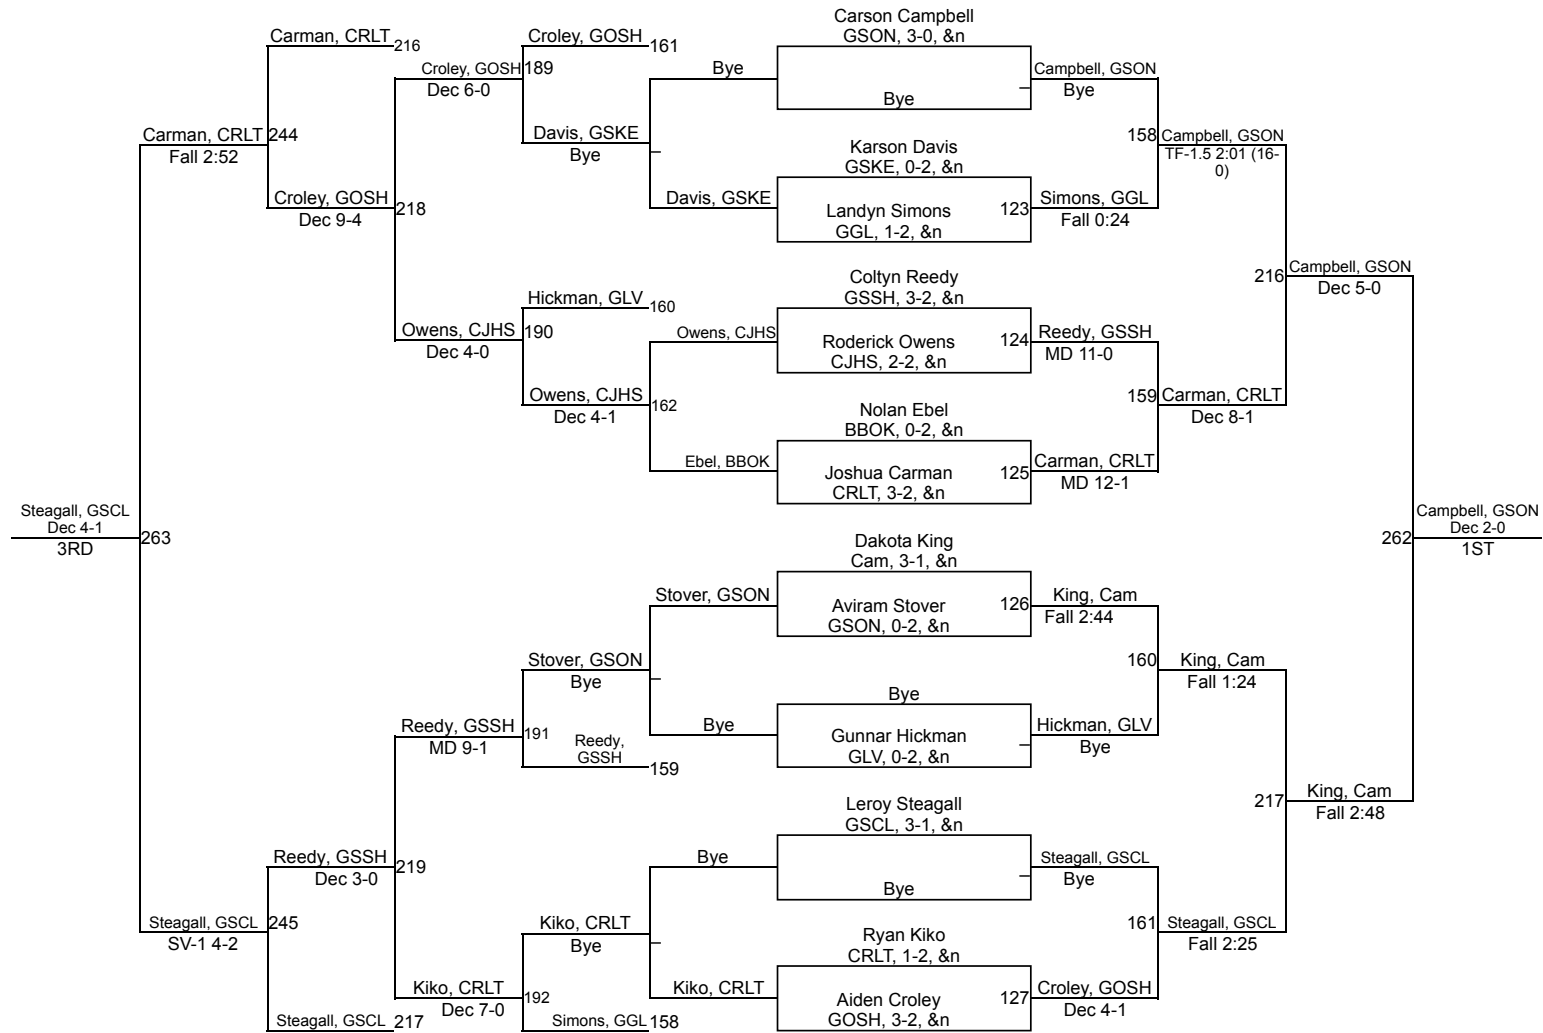 Carson Campbell
GSON, 3-0, &n
Bye
Karson Davis
GSKE, 0-2, &n
Landyn Simons
GGL, 1-2, &n
123
Coltyn Reedy
GSSH, 3-2, &n
Roderick Owens
CJHS, 2-2, &n
124
Nolan Ebel
BBOK, 0-2, &n
Joshua Carman
CRLT, 3-2, &n
125
Dakota King
Cam, 3-1, &n
Aviram Stover
GSON, 0-2, &n
126
Bye
Gunnar Hickman
GLV, 0-2, &n
Leroy Steagall
GSCL, 3-1, &n
Bye
Ryan Kiko
CRLT, 1-2, &n
Aiden Croley
GOSH, 3-2, &n
127
Campbell, GSON
Bye
Simons, GGL
Fall 0:24
Reedy, GSSH
MD 11-0
Carman, CRLT
MD 12-1
King, Cam
Fall 2:44
Hickman, GLV
Bye
Steagall, GSCL
Bye
Croley, GOSH
Dec 4-1
158
Campbell, GSON
TF-1.5 2:01 (16-
0)
159
Carman, CRLT
Dec 8-1
160
King, Cam
Fall 1:24
161
Steagall, GSCL
Fall 2:25
216
Campbell, GSON
Dec 5-0
217
King, Cam
Fall 2:48
262
Campbell, GSON
Dec 2-0
1ST
Bye
Davis, GSKE
Owens, CJHS
Ebel, BBOK
Stover, GSON
Bye
Bye
Kiko, CRLT
Croley, GOSH
161
Davis, GSKE
Bye
Hickman, GLV
160
Owens, CJHS
Dec 4-1
162
Stover, GSON
Bye
Reedy,
GSSH
159
Kiko, CRLT
Bye
Simons, GGL
158
Croley, GOSH
Dec 6-0
189
Owens, CJHS
Dec 4-0
190
Reedy, GSSH
MD 9-1
191
Kiko, CRLT
Dec 7-0
192
Carman, CRLT
216
Croley, GOSH
Dec 9-4
218
Reedy, GSSH
Dec 3-0
219
Steagall, GSCL
217
Carman, CRLT
Fall 2:52
244
Steagall, GSCL
SV-1 4-2
245
Steagall, GSCL
Dec 4-1
3RD
263